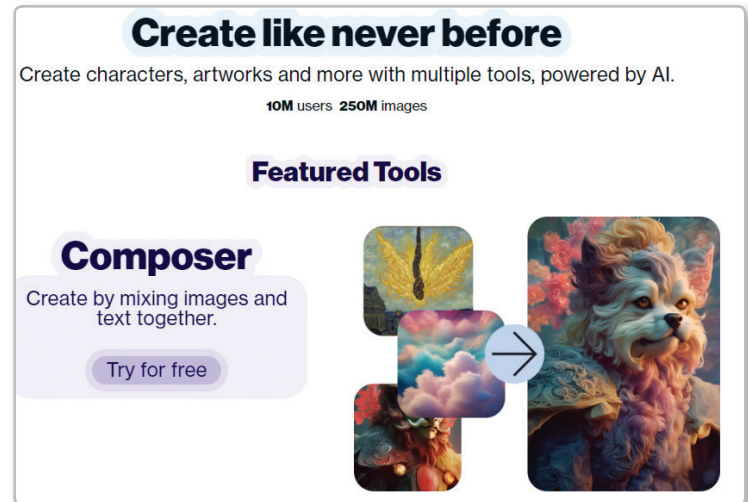 Create like never before
Create characters, artworks and more with multiple tools, powered by AI.
10M users 250M images
Featured Tools
Composer
Create by mixing images and
text together.
Try for free